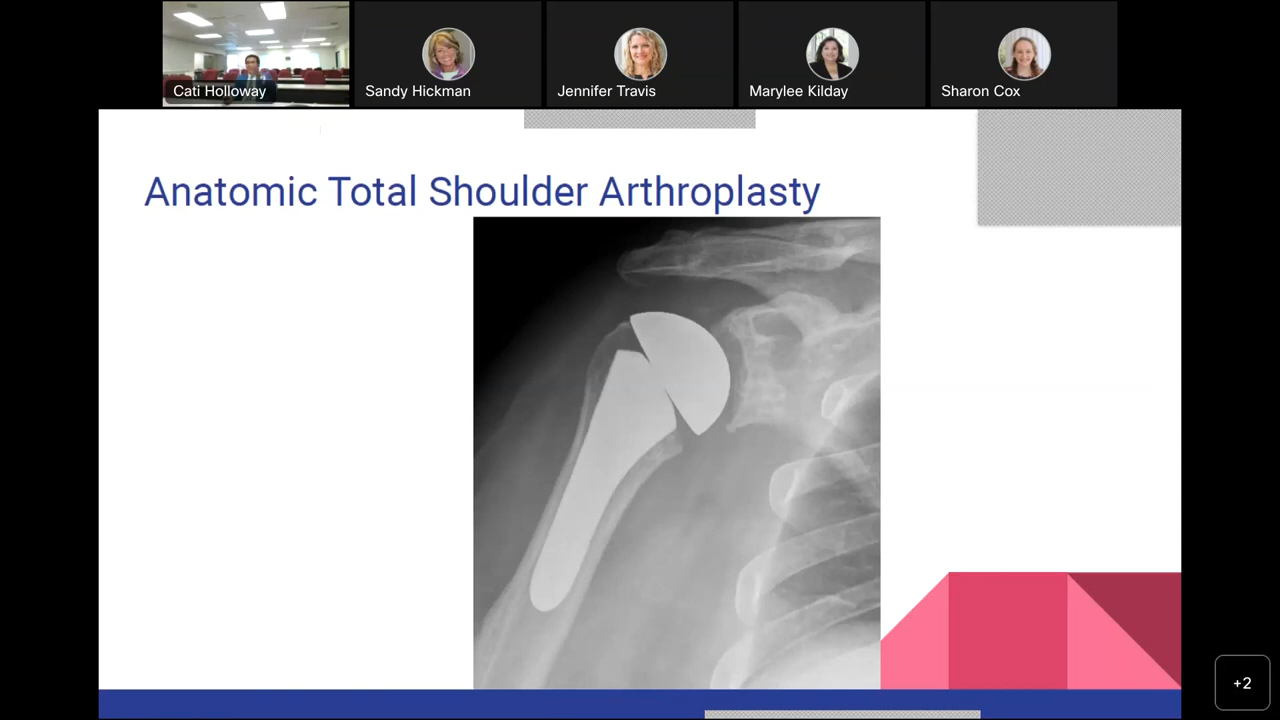 Cati Holloway
Sandy Hickman
Jennifer Travis
Marylee Kilday
Sharon Cox
Anatomic Total Shoulder Arthroplasty
+2